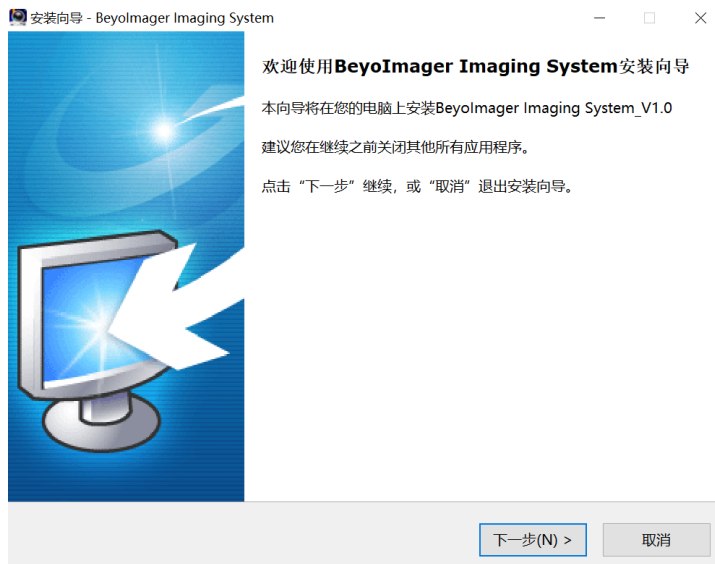 安装向导 - BeyoImager Imaging System
欢迎使用BeyoImager Imaging System安装向导
本向导将在您的电脑上安装BeyoImager Imaging System_V1.0
建议您在继续之前关闭其他所有应用程序。
点击“下一步”继续，或“取消”退出安装向导。
下一步(N) >
取消